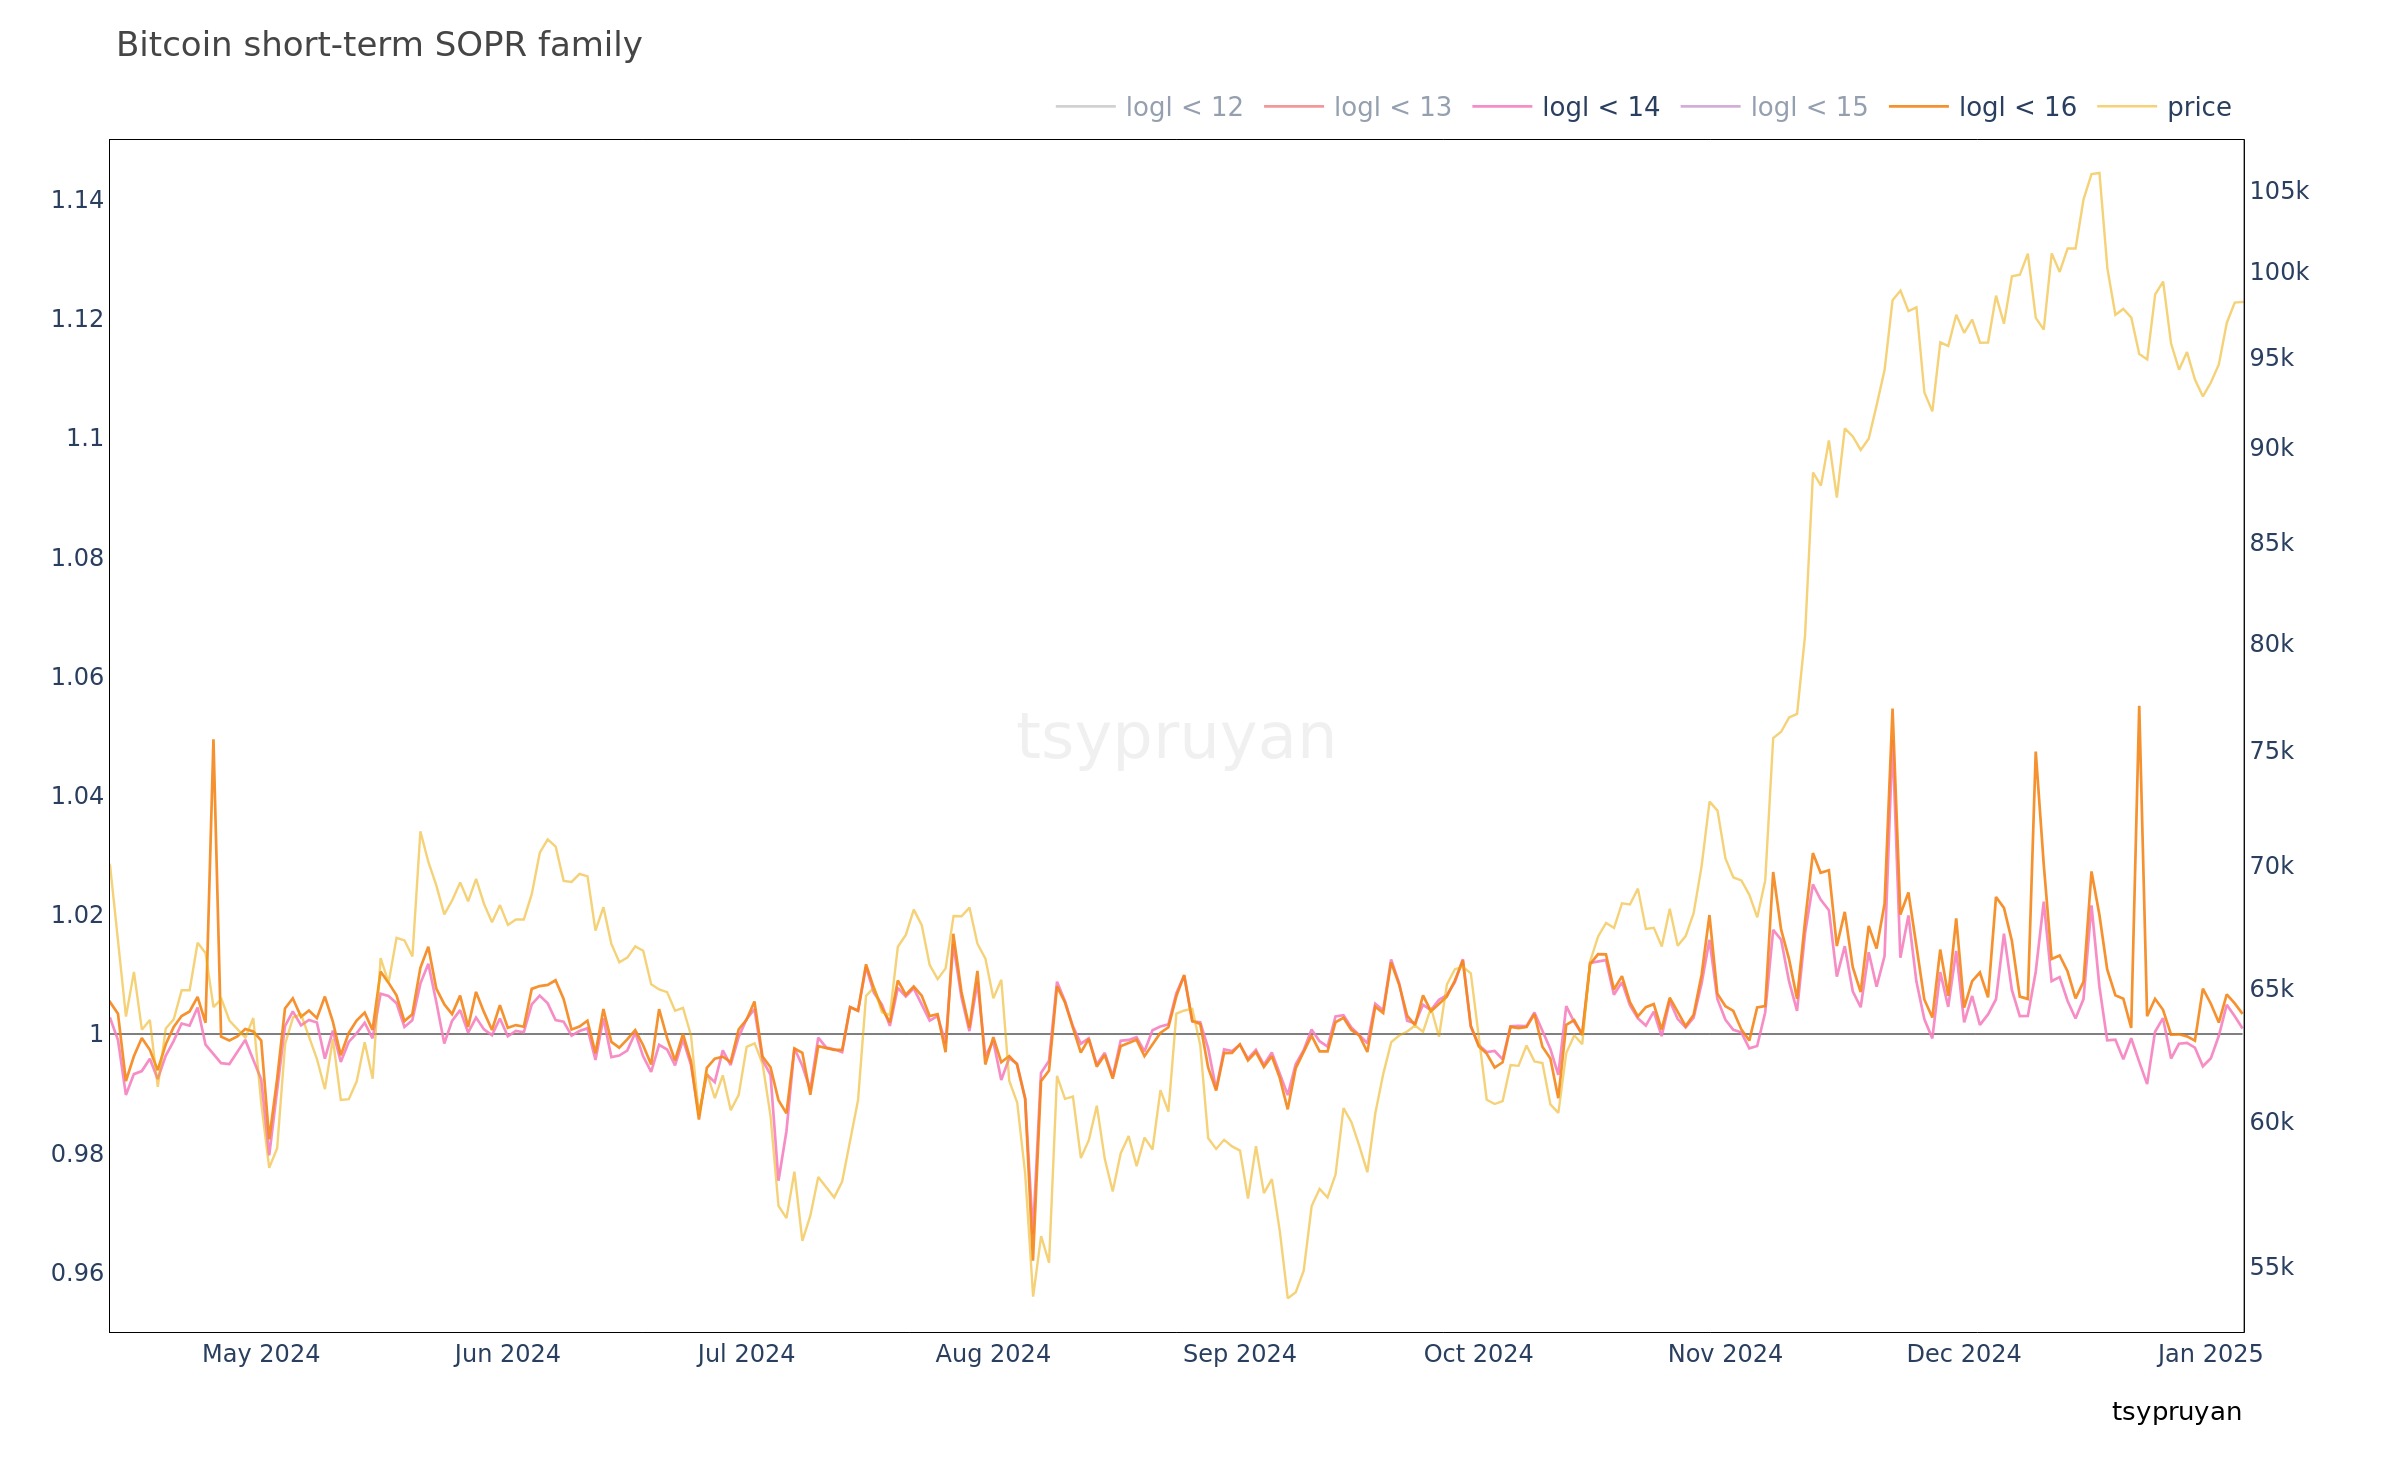 Bitcoin short-term SOPR family
logl < 12 logl < 13 logl < 14 logl < 15 logl < 16 price
1.14
1.12
1.1
1.08
1.06
1.04
1.02
1
0.98
0.96
105k
100k
95k
90k
85k
80k
75k
70k
65k
60k
55k
tsypruyan
May 2024 Jun 2024 Jul 2024 Aug 2024 Sep 2024 Oct 2024 Nov 2024 Dec 2024 Jan 2025
tsypruyan